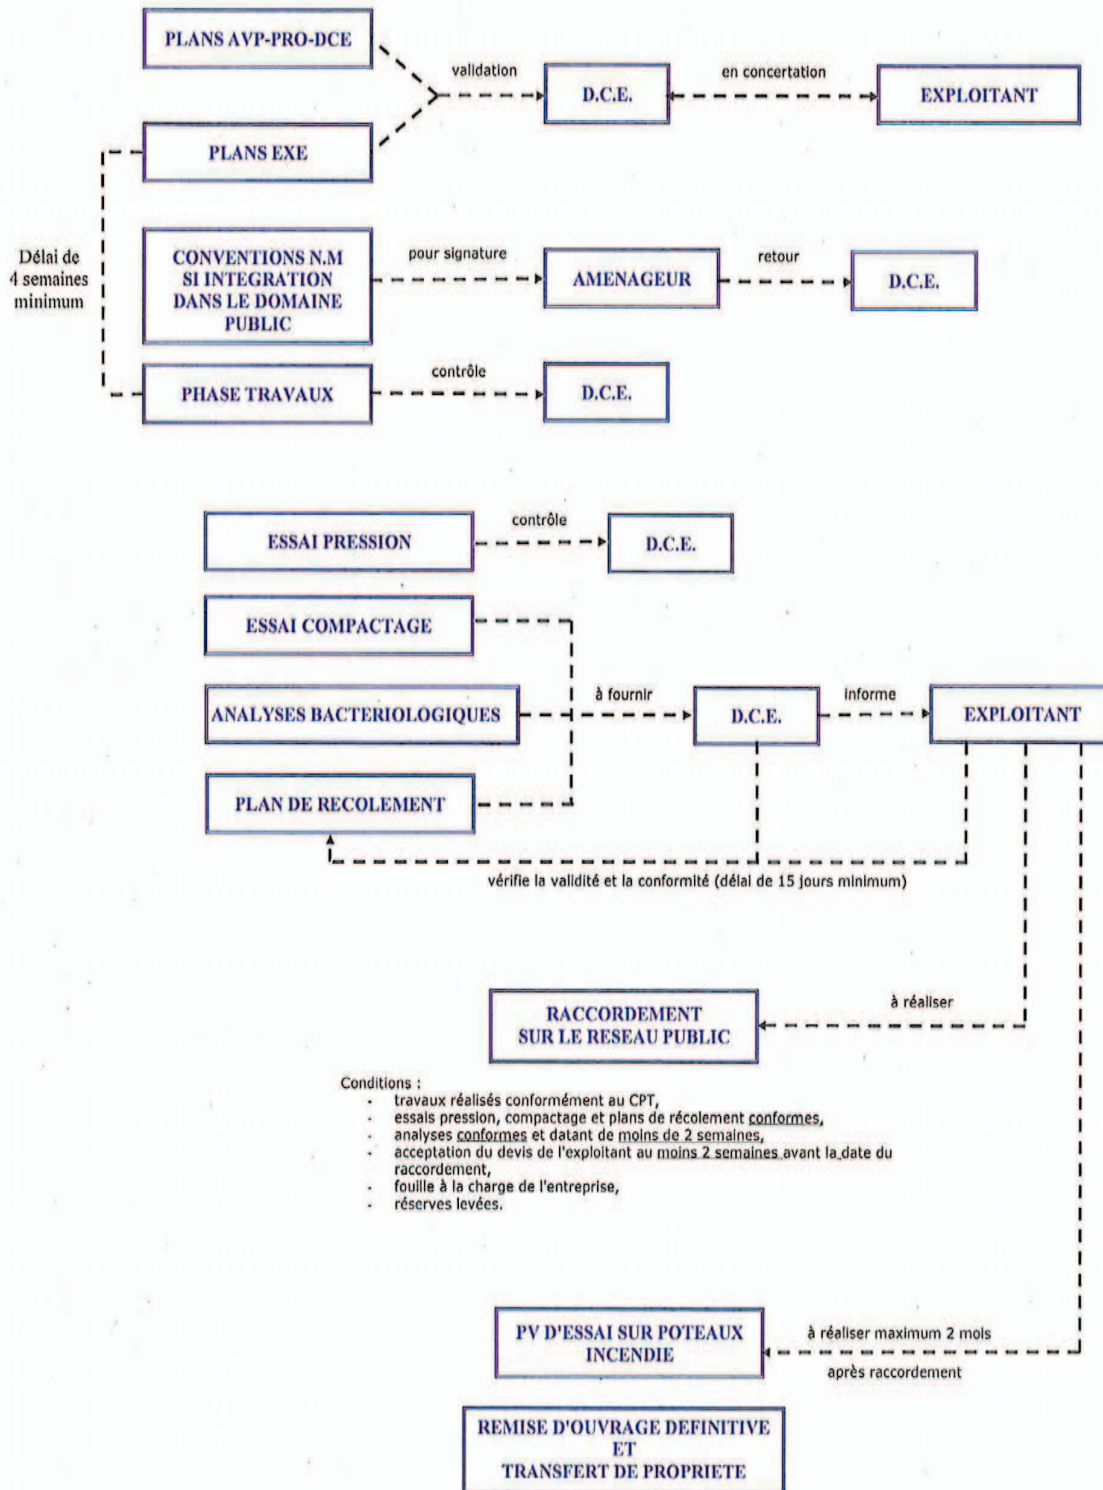 PLANS AVP-PRO-DCE
validation
D.C.E.
en concertation
EXPLOITANT
PLANS EXE
Délai de
4 semaines
minimum
CONVENTIONS N.M
SI INTEGRATION
DANS LE DOMAINE
PUBLIC
pour signature
AMENAGEUR
retour
D.C.E.
PHASE TRAVAUX
contrôle
D.C.E.
ESSAI PRESSION
contrôle
D.C.E.
ESSAI COMPACTAGE
ANALYSES BACTERIOLOGIQUES
à fournir
D.C.E.
informe
EXPLOITANT
PLAN DE RECOLEMENT
vérifie la validité et la conformité (délai de 15 jours minimum)
RACCORDEMENT
SUR LE RESEAU PUBLIC
à réaliser
Conditions :
- travaux réalisés conformément au CPT,
- essais pression, compactage et plans de récolement conformes,
- analyses conformes et datant de moins de 2 semaines,
- acceptation du devis de l'exploitant au moins 2 semaines avant la date du
raccordement,
- fouille à la charge de l'entreprise,
- réserves levées.
PV D'ESSAI SUR POTEAUX
INCENDIE
à réaliser maximum 2 mois
après raccordement
REMISE D'OUVRAGE DEFINITIVE
ET
TRANSFERT DE PROPRIETE